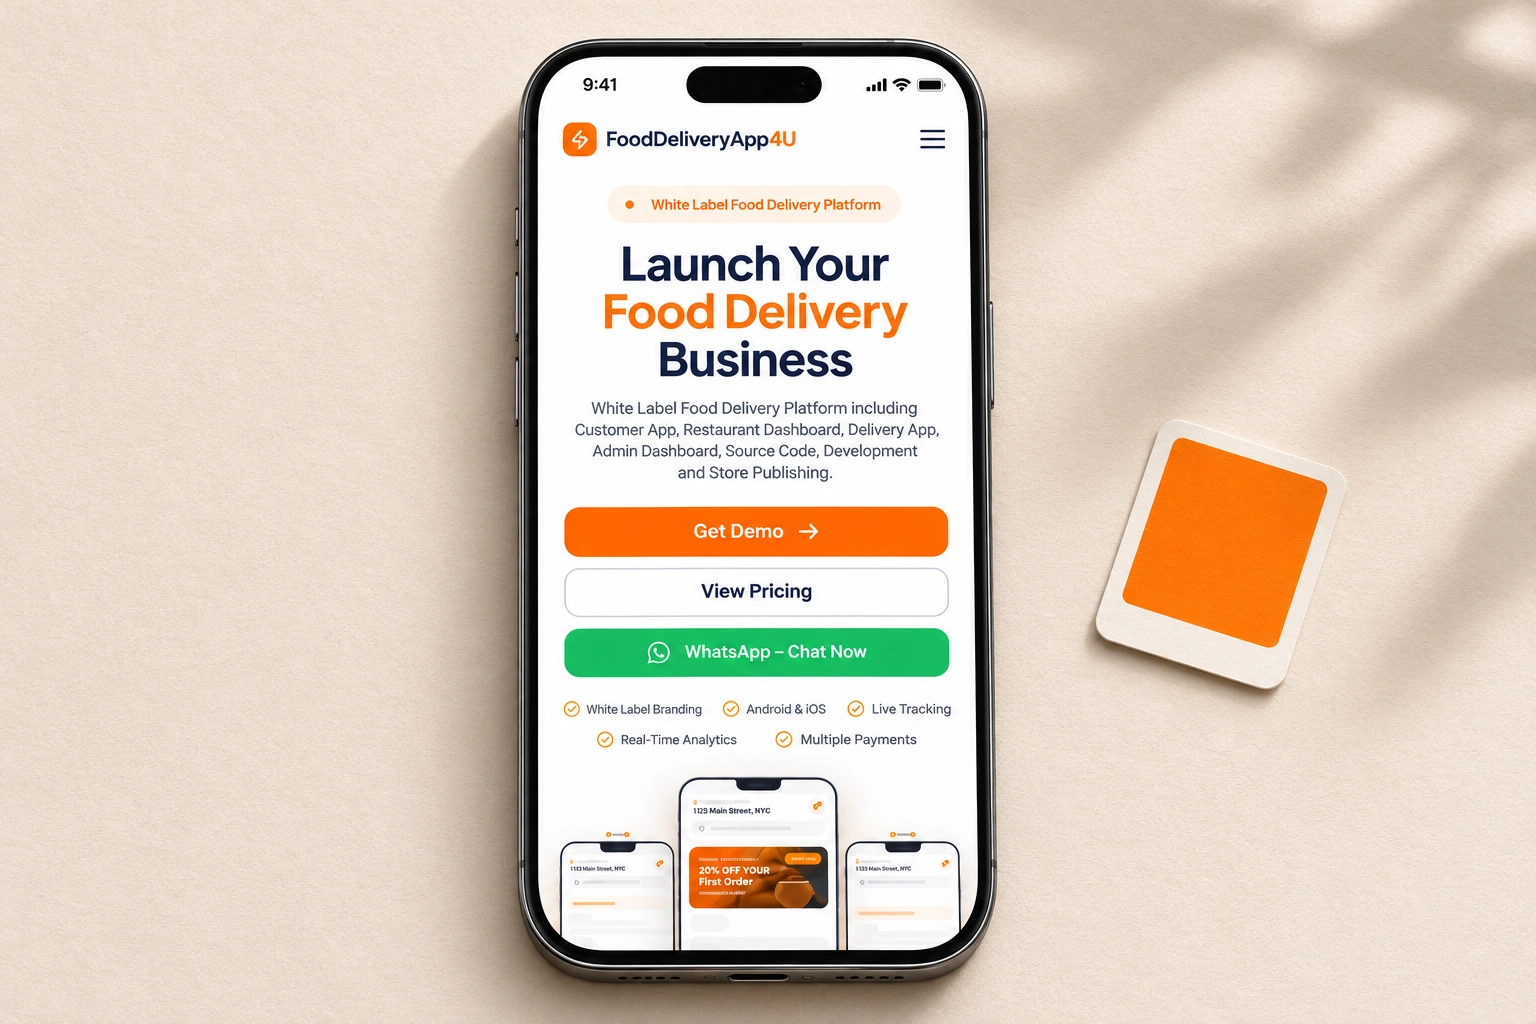 9:41
FoodDeliveryApp4U
White Label Food Delivery Platform
Launch Your
Food Delivery
Business
White Label Food Delivery Platform including
Customer App, Restaurant Dashboard, Delivery App,
Admin Dashboard, Source Code, Development
and Store Publishing.
Get Demo
View Pricing
WhatsApp – Chat Now
White Label Branding
Android & iOS
Live Tracking
Real-Time Analytics
Multiple Payments
Main Street, NYC
20% OFF YOUR
First Order
Main Street, NYC
Main Street, NYC